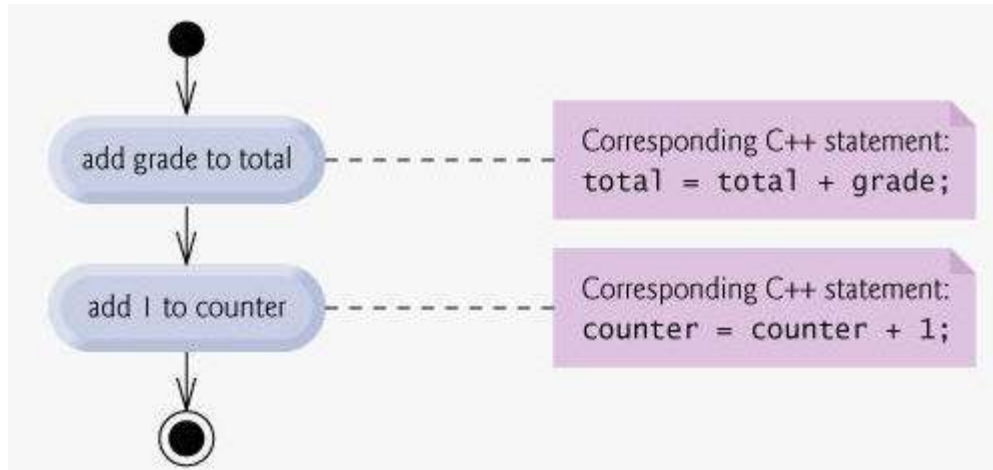 add grade to total
Corresponding C++ statement:
total = total + grade;
add 1 to counter
Corresponding C++ statement:
counter = counter + 1;